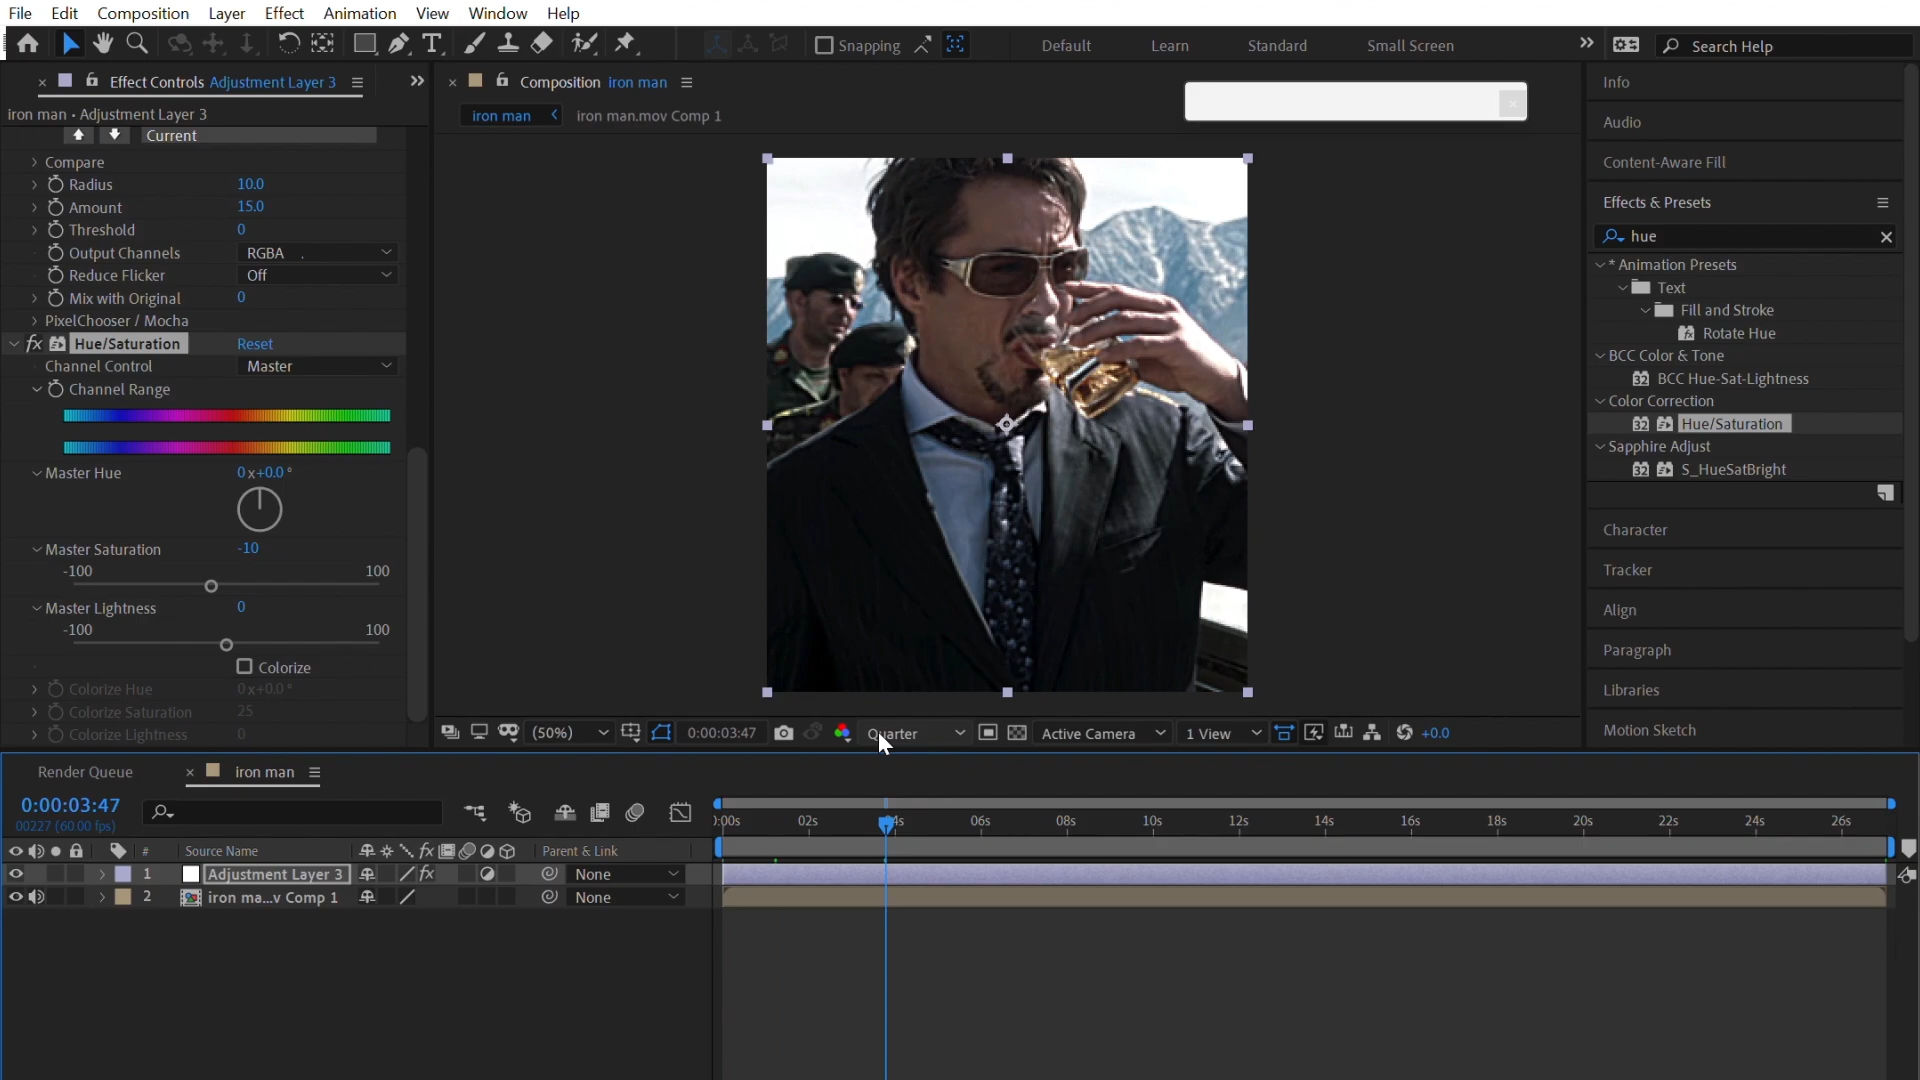 File Edit Composition Layer Effect Animation View Window Help
Snapping Default Learn Standard Small Screen Search Help
Effect Controls Adjustment Layer 3
iron man • Adjustment Layer 3
Current
Compare
Radius 10.0
Amount 15.0
Threshold 0
Output Channels RGBA
Reduce Flicker Off
Mix with Original 0
PixelChooser / Mocha
fx Hue/Saturation Reset
Channel Control Master
Channel Range
Master Hue 0x+0.0°
Master Saturation -10
-100 100
Master Lightness 0
-100 100
Colorize
Colorize Hue 0x+0.0°
Colorize Saturation 25
Colorize Lightness 0
Composition iron man
iron man iron man.mov Comp 1
(50%) 0:00:03:47 Quarter Active Camera 1 View +0.0
Info
Audio
Content-Aware Fill
Effects & Presets
hue
* Animation Presets
Text
Fill and Stroke
Rotate Hue
BCC Color & Tone
32 BCC Hue-Sat-Lightness
Color Correction
32 Hue/Saturation
Sapphire Adjust
32 S_HueSatBright
Character
Tracker
Align
Paragraph
Libraries
Motion Sketch
Render Queue iron man
0:00:03:47
00227 (60.00 fps)
:00s 02s 04s 06s 08s 10s 12s 14s 16s 18s 20s 22s 24s 26s
# Source Name fx Parent & Link
1 Adjustment Layer 3 fx None
2 iron ma...v Comp 1 None